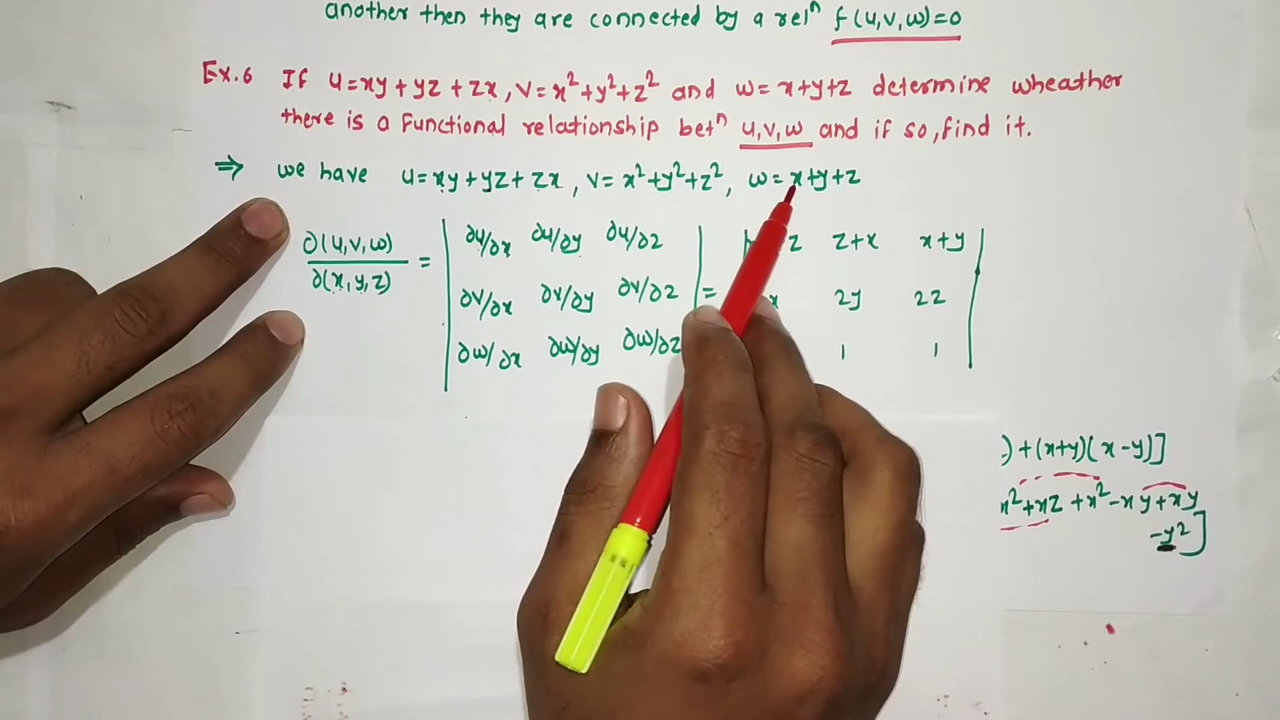 another then they are connected by a relⁿ f(u,v,w)=0
Ex.6 If u=xy+yz+zx, v=x²+y²+z² and w=x+y+z determine wheather
there is a functional relationship betⁿ u,v,w and if so, find it.
⇒ we have u=xy+yz+zx, v=x²+y²+z², w=x+y+z
∂(u,v,w) / ∂(x,y,z) =
∂u/∂x ∂u/∂y ∂u/∂z
∂v/∂x ∂v/∂y ∂v/∂z
∂w/∂x ∂w/∂y ∂w/∂z
=
z z+x x+y
x 2y 2z
1 1
)+(x+y)(x-y)]
x²+xz+x²-xy+xy
-y²]